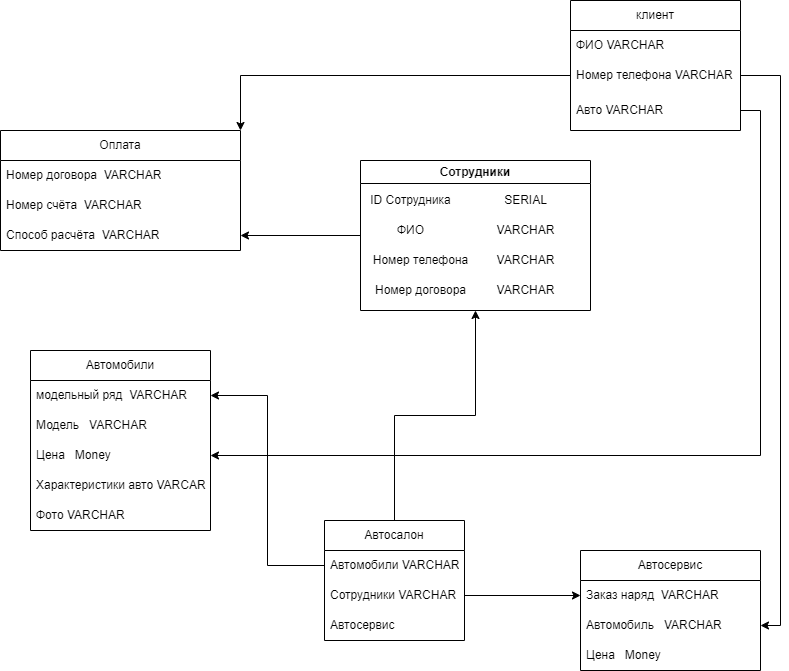 клиент
ФИО VARCHAR
Номер телефона VARCHAR
Авто VARCHAR
Оплата
Номер договора VARCHAR
Номер счёта VARCHAR
Способ расчёта VARCHAR
Сотрудники
ID Сотрудника SERIAL
ФИО VARCHAR
Номер телефона VARCHAR
Номер договора VARCHAR
Автомобили
модельный ряд VARCHAR
Модель VARCHAR
Цена Money
Характеристики авто VARCAR
Фото VARCHAR
Автосалон
Автомобили VARCHAR
Сотрудники VARCHAR
Автосервис
Автосервис
Заказ наряд VARCHAR
Автомобиль VARCHAR
Цена Money